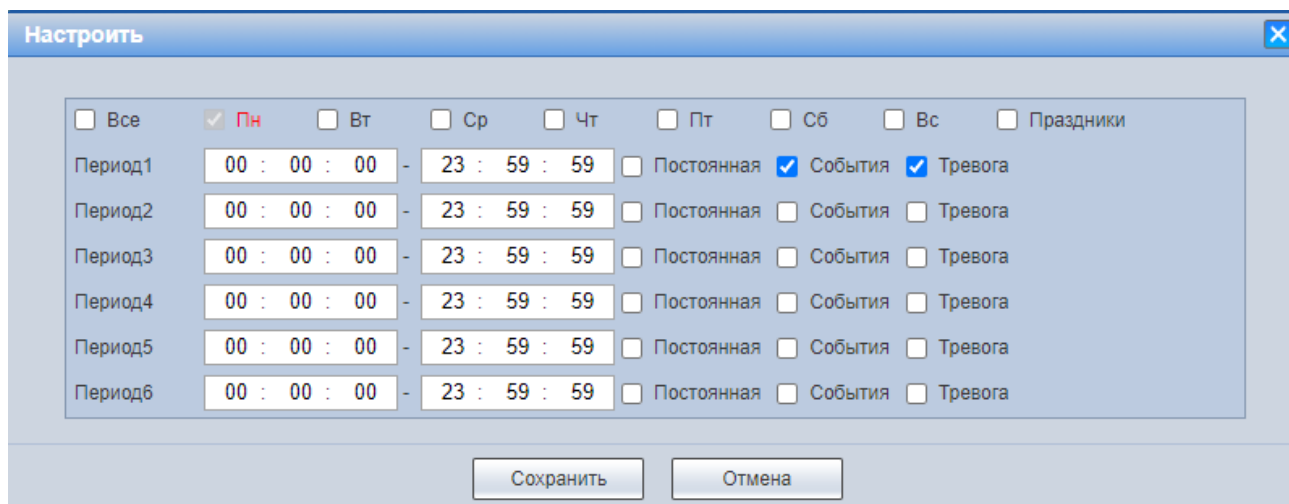 Настроить
Все Пн Вт Ср Чт Пт Сб Вс Праздники
Период1 00 : 00 : 00 - 23 : 59 : 59 Постоянная События Тревога
Период2 00 : 00 : 00 - 23 : 59 : 59 Постоянная События Тревога
Период3 00 : 00 : 00 - 23 : 59 : 59 Постоянная События Тревога
Период4 00 : 00 : 00 - 23 : 59 : 59 Постоянная События Тревога
Период5 00 : 00 : 00 - 23 : 59 : 59 Постоянная События Тревога
Период6 00 : 00 : 00 - 23 : 59 : 59 Постоянная События Тревога
Сохранить Отмена